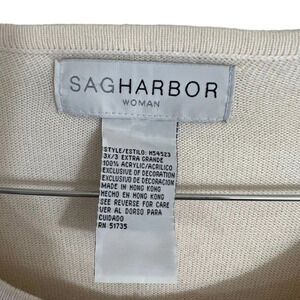 SAGHARBOR
WOMAN
STYLE/ESTILO: H54523
3X/3 EXTRA GRANDE
100% ACRYLIC/ACRILICO
EXCLUSIVE OF DECORATION
EXCLUSIVO DE DECORACION
MADE IN HONG KONG
HECHO EN HONG KONG
SEE REVERSE FOR CARE
VER AL DORSO PARA
CUIDADO
RN 51735